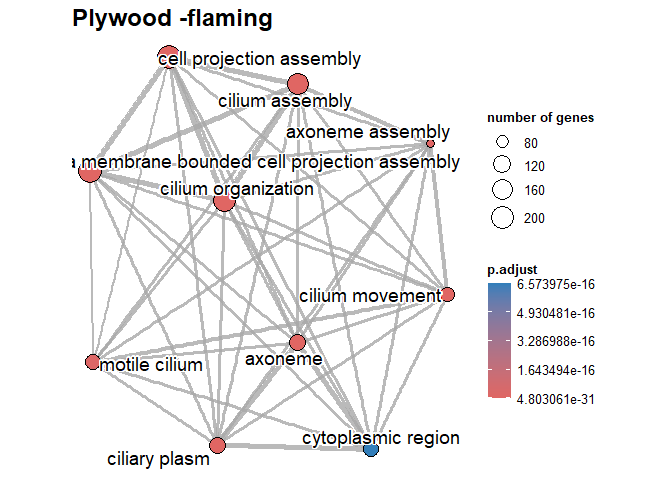 Plywood -flaming
cell projection assembly
cilium assembly
axoneme assembly
a membrane bounded cell projection assembly
cilium organization
cilium movement
axoneme
motile cilium
cytoplasmic region
ciliary plasm
number of genes
80
120
160
200
p.adjust
6.573975e-16
4.930481e-16
3.286988e-16
1.643494e-16
4.803061e-31